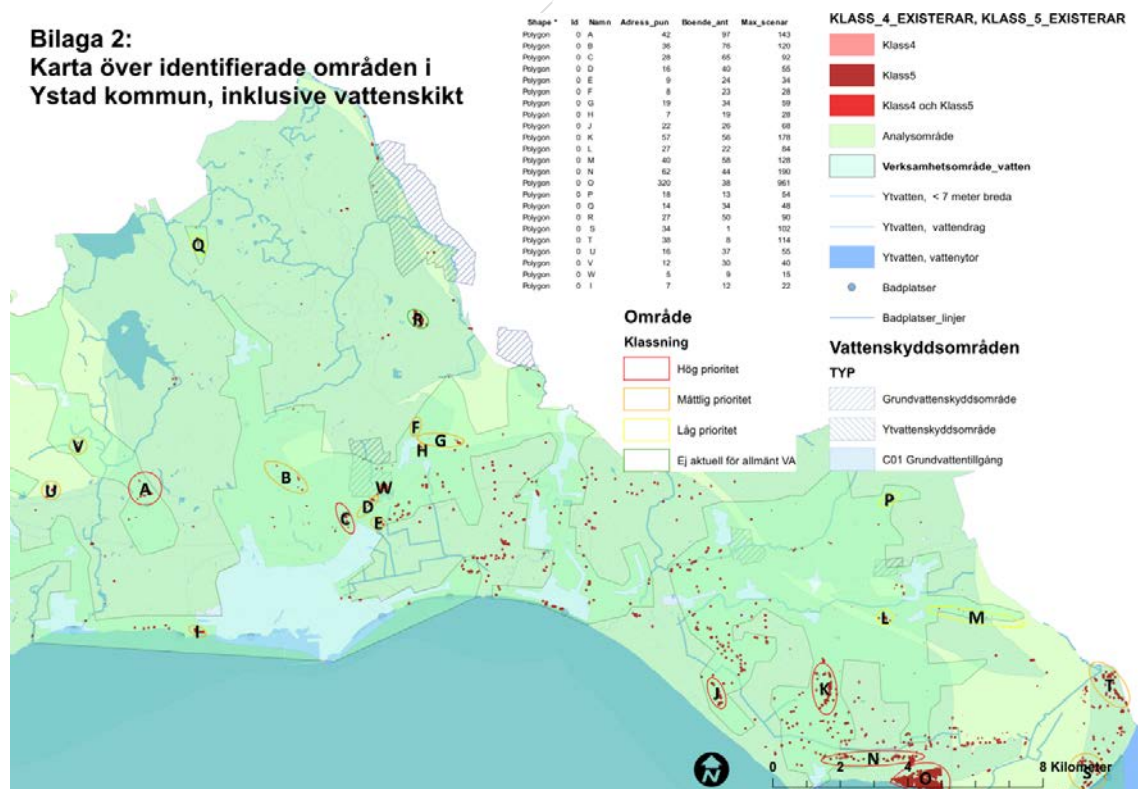 Bilaga 2:
Karta över identifierade områden i
Ystad kommun, inklusive vattenskikt
Shape * Id Namn Adress_pun Boende_ant Max_scenar
Polygon 0 A 42 97 143
Polygon 0 B 36 76 120
Polygon 0 C 28 65 92
Polygon 0 D 16 40 55
Polygon 0 E 9 24 34
Polygon 0 F 8 23 28
Polygon 0 G 19 34 59
Polygon 0 H 7 19 28
Polygon 0 J 22 26 68
Polygon 0 K 57 56 178
Polygon 0 L 27 22 84
Polygon 0 M 40 58 128
Polygon 0 N 62 44 190
Polygon 0 O 320 38 961
Polygon 0 P 18 13 54
Polygon 0 Q 14 34 48
Polygon 0 R 27 50 90
Polygon 0 S 34 1 102
Polygon 0 T 38 8 114
Polygon 0 U 16 37 55
Polygon 0 V 12 30 40
Polygon 0 W 5 9 15
Polygon 0 I 7 12 22
KLASS_4_EXISTERAR, KLASS_5_EXISTERAR
Klass4
Klass5
Klass4 och Klass5
Analysområde
Verksamhetsområde_vatten
Ytvatten, < 7 meter breda
Ytvatten, vattendrag
Ytvatten, vattenytor
Badplatser
Badplatser_linjer
Område
Klassning
Hög prioritet
Måttlig prioritet
Låg prioritet
Ej aktuell för allmänt VA
Vattenskyddsområden
TYP
Grundvattenskyddsområde
Ytvattenskyddsområde
C01 Grundvattentillgång
Q
R
F
G
H
V
B
W
U
A
D
C
E
P
I
L
M
J
K
T
N
O
S
N
0 2 4 8 Kilometer